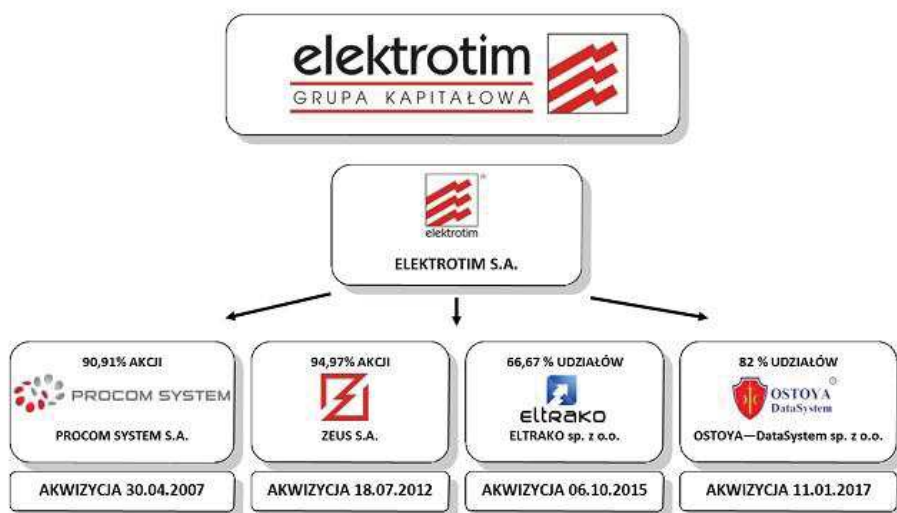 elektrotim
GRUPA KAPITAŁOWA
elektrotim
ELEKTROTIM S.A.
90,91% AKCJI
PROCOM SYSTEM
PROCOM SYSTEM S.A.
AKWIZYCJA 30.04.2007
94,97% AKCJI
ZEUS S.A.
AKWIZYCJA 18.07.2012
66,67 % UDZIAŁÓW
ELTRAKO
ELTRAKO sp. z o.o.
AKWIZYCJA 06.10.2015
82 % UDZIAŁÓW
OSTOYA
DataSystem
OSTOYA—DataSystem sp. z o.o.
AKWIZYCJA 11.01.2017